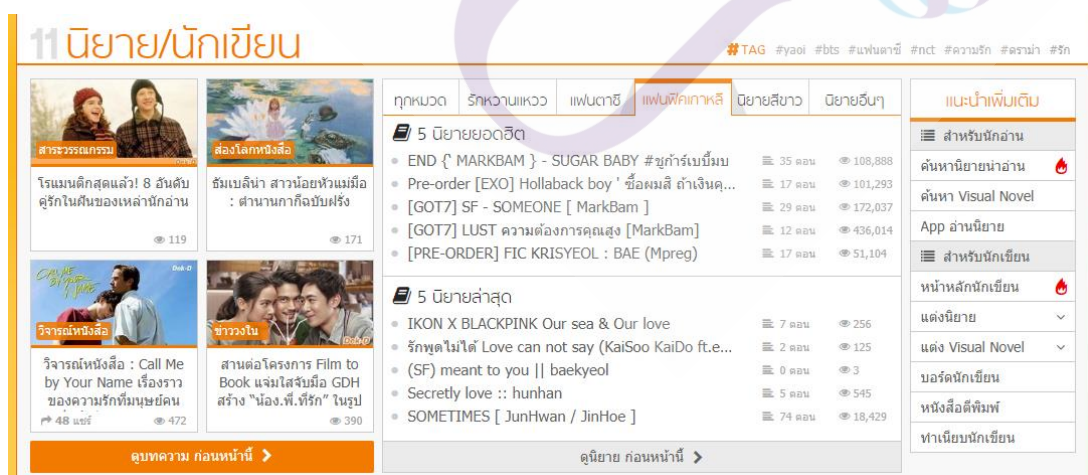 11 นิยาย/นักเขียน
# TAG #yaoi #bts #แฟนตาซี #nct #ความรัก #ดราม่า #รัก
สาระวรรณกรรม
Dek-D
โรแมนติกสุดแล้ว! 8 อันดับ
คู่รักในฝันของเหล่านักอ่าน
119
ส่องโลกหนังสือ
ธัมเบลิน่า สาวน้อยหัวแม่มือ
: ตำนานกาก็ฉบับฝรั่ง
171
CALL ME BY YOUR NAME
Dek-D
วิจารณ์หนังสือ
วิจารณ์หนังสือ : Call Me
by Your Name เรื่องราว
ของความรักที่มนุษย์คน
48 แชร์
472
ข่าววงใน
Dek-D
สานต่อโครงการ Film to
Book แจ่มใสจับมือ GDH
สร้าง “น้อง.พี่.ที่รัก” ในรูป
390
ดูบทความ ก่อนหน้านี้
ทุกหมวด รักหวานแหวว แฟนตาซี แฟนฟิคเกาหลี นิยายสีขาว นิยายอื่นๆ
5 นิยายยอดฮิต
END {' MARKBAM } - SUGAR BABY #ชูก้าร์เบบี้มบ 35 ตอน 108,888
Pre-order [EXO] Hollaback boy ' ซื้อผมสิ ถ้าเงินคุ... 17 ตอน 101,293
[GOT7] SF - SOMEONE [ MarkBam ] 29 ตอน 172,037
[GOT7] LUST ความต้องการคุณสูง [MarkBam] 12 ตอน 436,014
[PRE-ORDER] FIC KRISYEOL : BAE (Mpreg) 17 ตอน 51,104
5 นิยายล่าสุด
IKON X BLACKPINK Our sea & Our love 7 ตอน 256
รักพูดไม่ได้ Love can not say (KaiSoo KaiDo ft.e... 2 ตอน 125
(SF) meant to you || baekyeol 0 ตอน 3
Secretly love :: hunhan 5 ตอน 545
SOMETIMES [ JunHwan / JinHoe ] 74 ตอน 18,429
ดูนิยาย ก่อนหน้านี้
แนะนำเพิ่มเติม
สำหรับนักอ่าน
ค้นหานิยายน่าอ่าน
ค้นหา Visual Novel
App อ่านนิยาย
สำหรับนักเขียน
หน้าหลักนักเขียน
แต่งนิยาย
แต่ง Visual Novel
บอร์ดนักเขียน
หนังสือตีพิมพ์
ทำเนียบนักเขียน